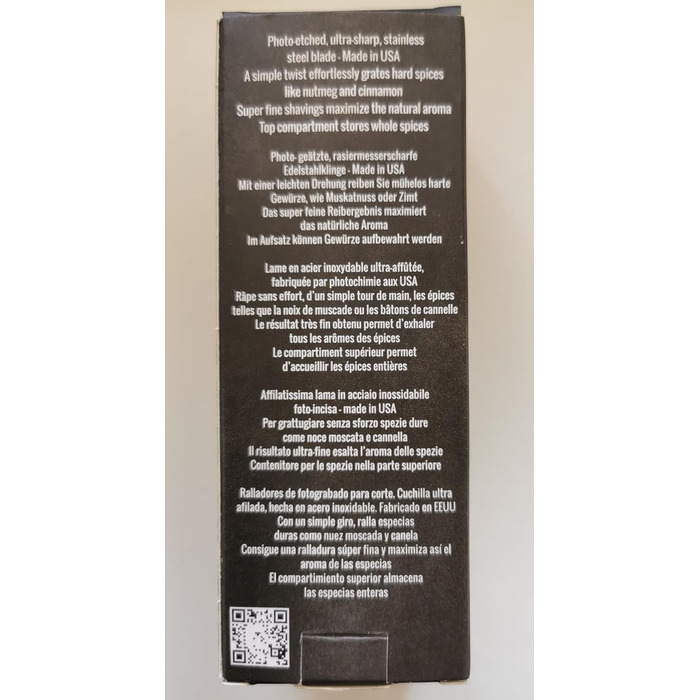 Photo-etched, ultra-sharp, stainless
steel blade - Made in USA
A simple twist effortlessly grates hard spices
like nutmeg and cinnamon
Super fine shavings maximize the natural aroma
Top compartment stores whole spices
Photo- geätzte, rasiermesserscharfe
Edelstahlklinge - Made in USA
Mit einer leichten Drehung reiben Sie mühelos harte
Gewürze, wie Muskatnuss oder Zimt
Das super feine Reibergebnis maximiert
das natürliche Aroma
Im Aufsatz können Gewürze aufbewahrt werden
Lame en acier inoxydable ultra-affûtée,
fabriquée par photochimie aux USA
Râpe sans effort, d'un simple tour de main, les épices
telles que la noix de muscade ou les bâtons de cannelle
Le résultat très fin obtenu permet d'exhaler
tous les arômes des épices
Le compartiment supérieur permet
d'accueillir les épices entières
Affilatissima lama in acciaio inossidabile
foto-incisa - made in USA
Per grattugiare senza sforzo spezie dure
come noce moscata e cannella
Il risultato ultra-fine esalta l'aroma delle spezie
Contenitore per le spezie nella parte superiore
Ralladores de fotograbado para corte. Cuchilla ultra
afilada, hecha en acero inoxidable. Fabricado en EEUU
Con un simple giro, ralla especias
duras como nuez moscada y canela
Consigue una ralladura súper fina y maximiza así el
aroma de las especias
El compartimiento superior almacena
las especias enteras